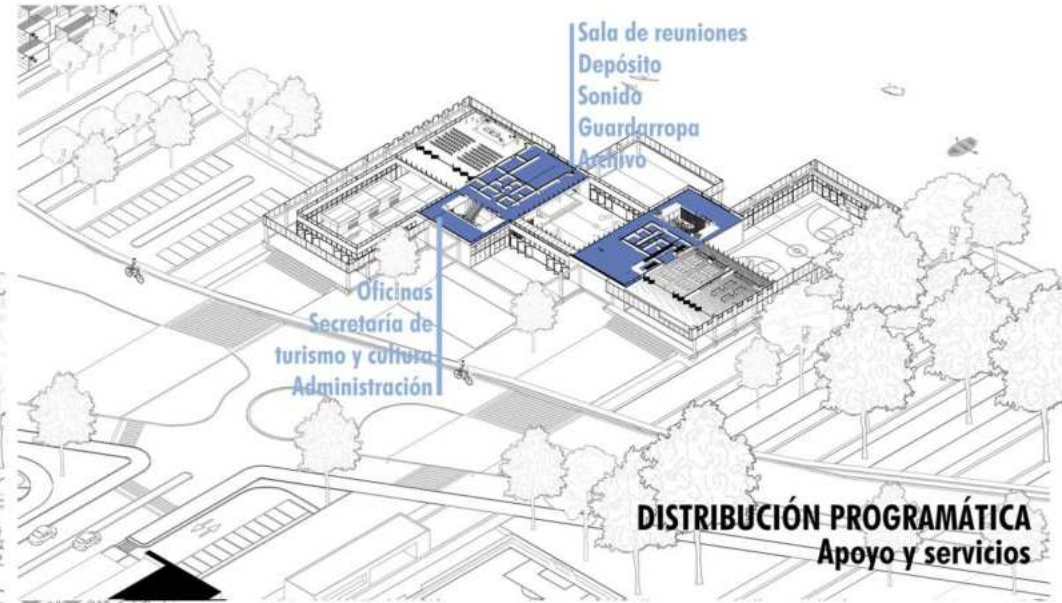 Sala de reuniones
Depósito
Sonido
Guardarropa
Archivo
Oficinas
Secretaría de
turismo y cultura
Administración
DISTRIBUCIÓN PROGRAMÁTICA
Apoyo y servicios